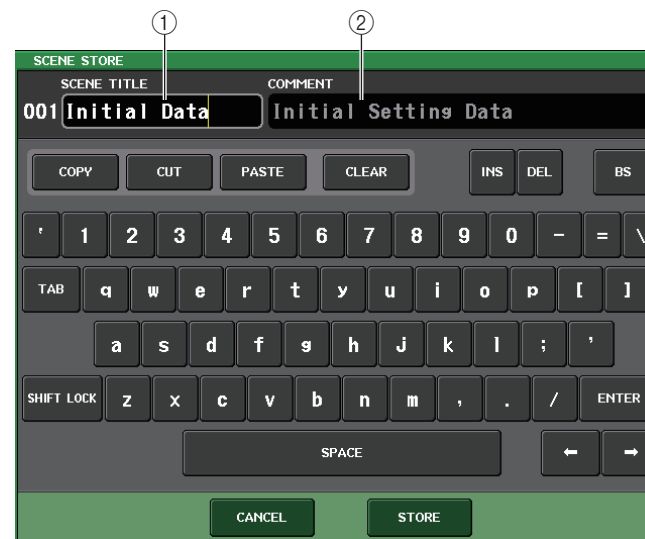 ① ②
SCENE STORE
SCENE TITLE COMMENT
001 Initial Data Initial Setting Data
COPY CUT PASTE CLEAR INS DEL BS
' 1 2 3 4 5 6 7 8 9 0 - = \
TAB q w e r t y u i o p [ ]
a s d f g h j k l ; '
SHIFT LOCK z x c v b n m , . / ENTER
SPACE ← →
CANCEL STORE